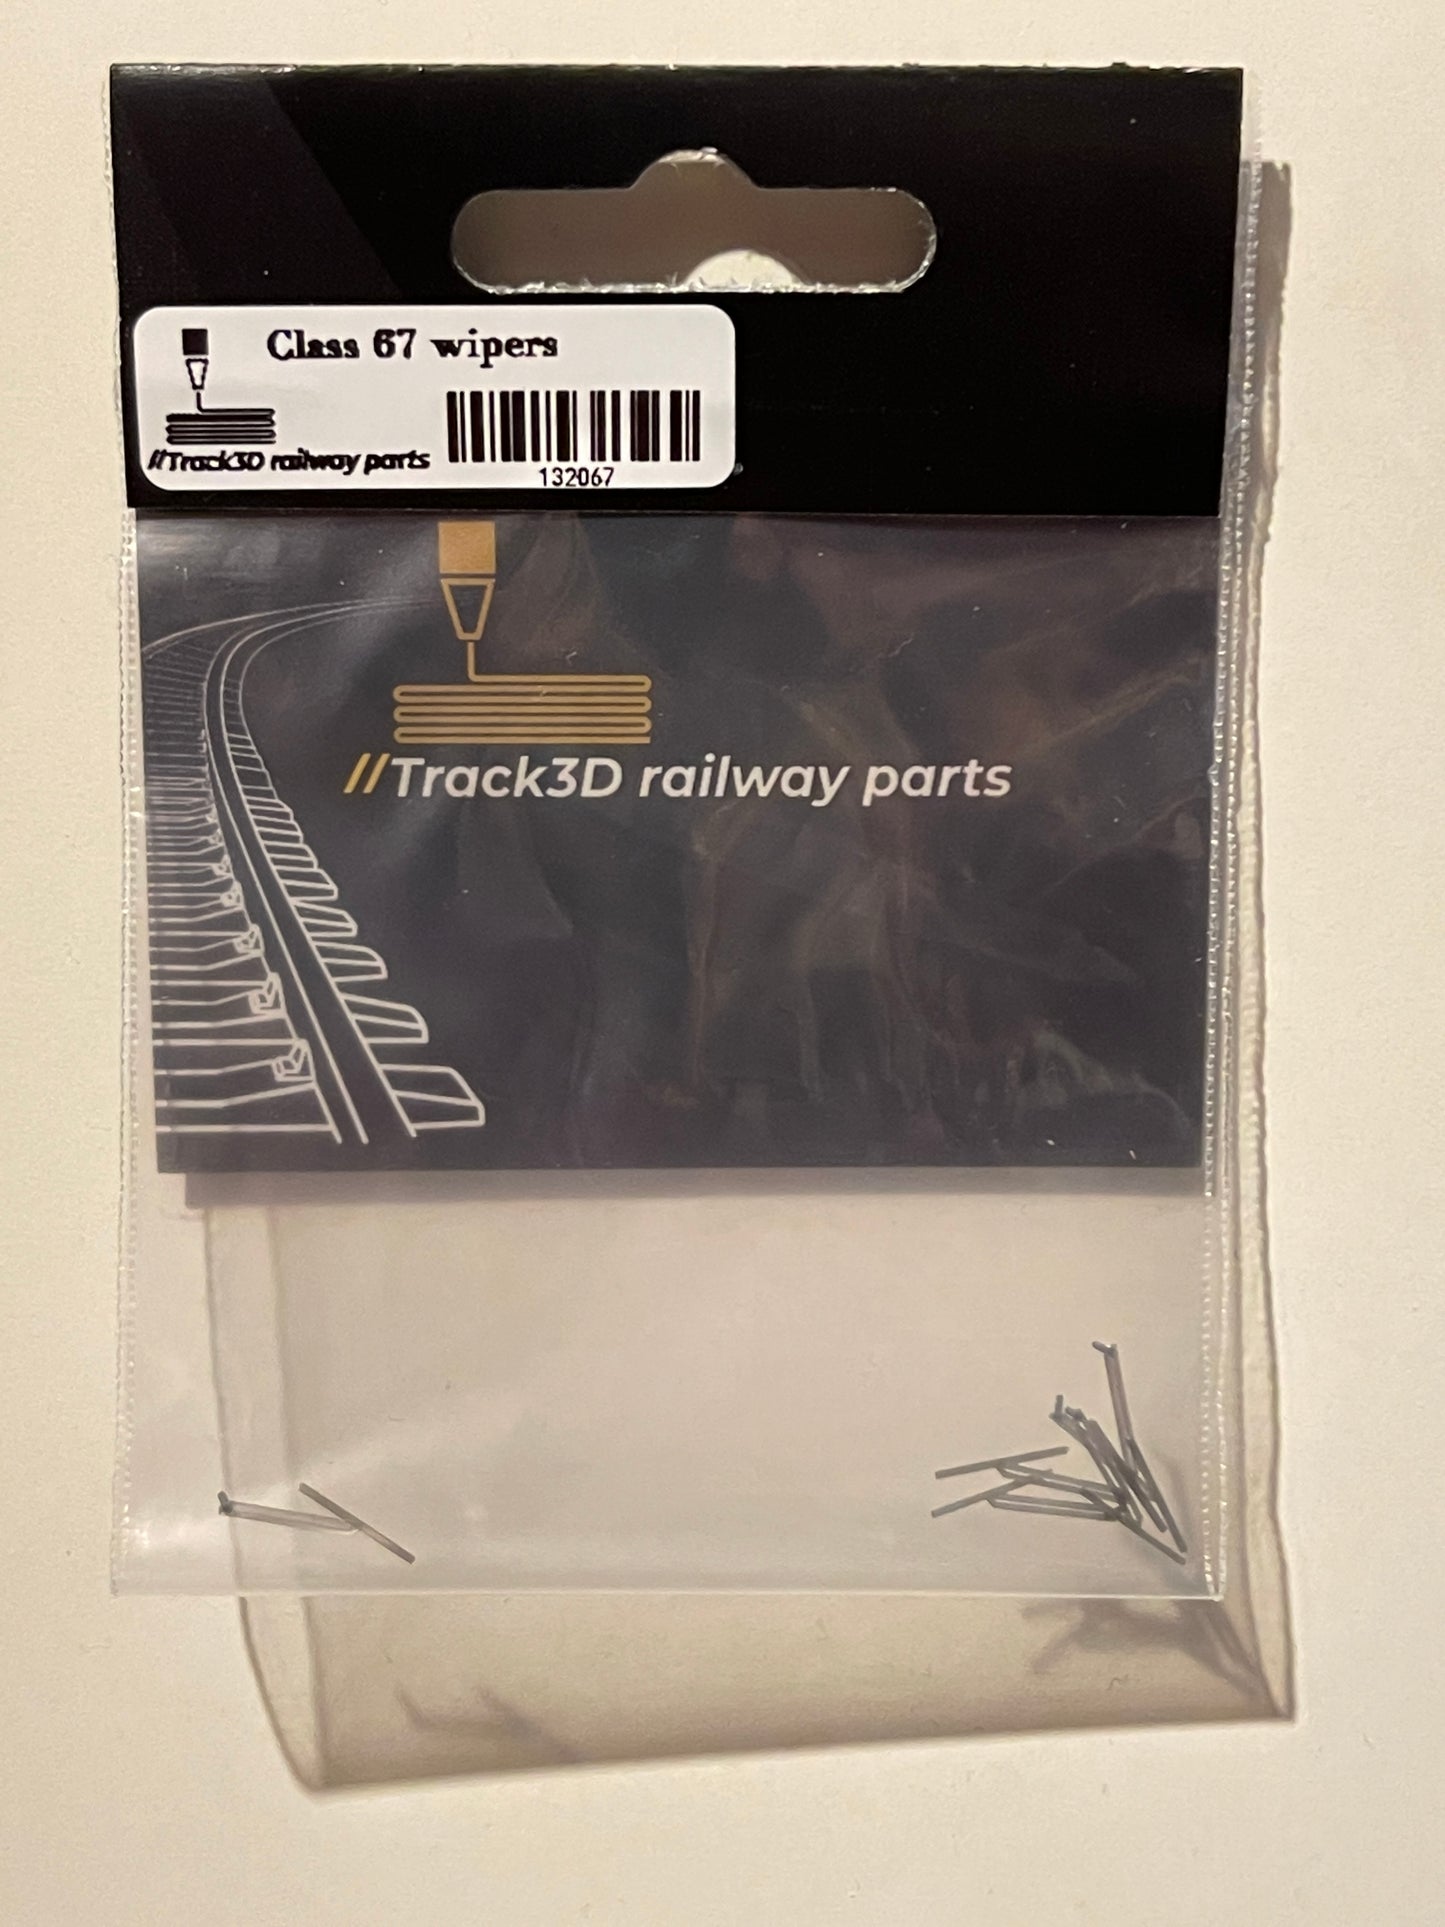 Class 67 wipers
//Track3D railway parts
132067
//Track3D railway parts